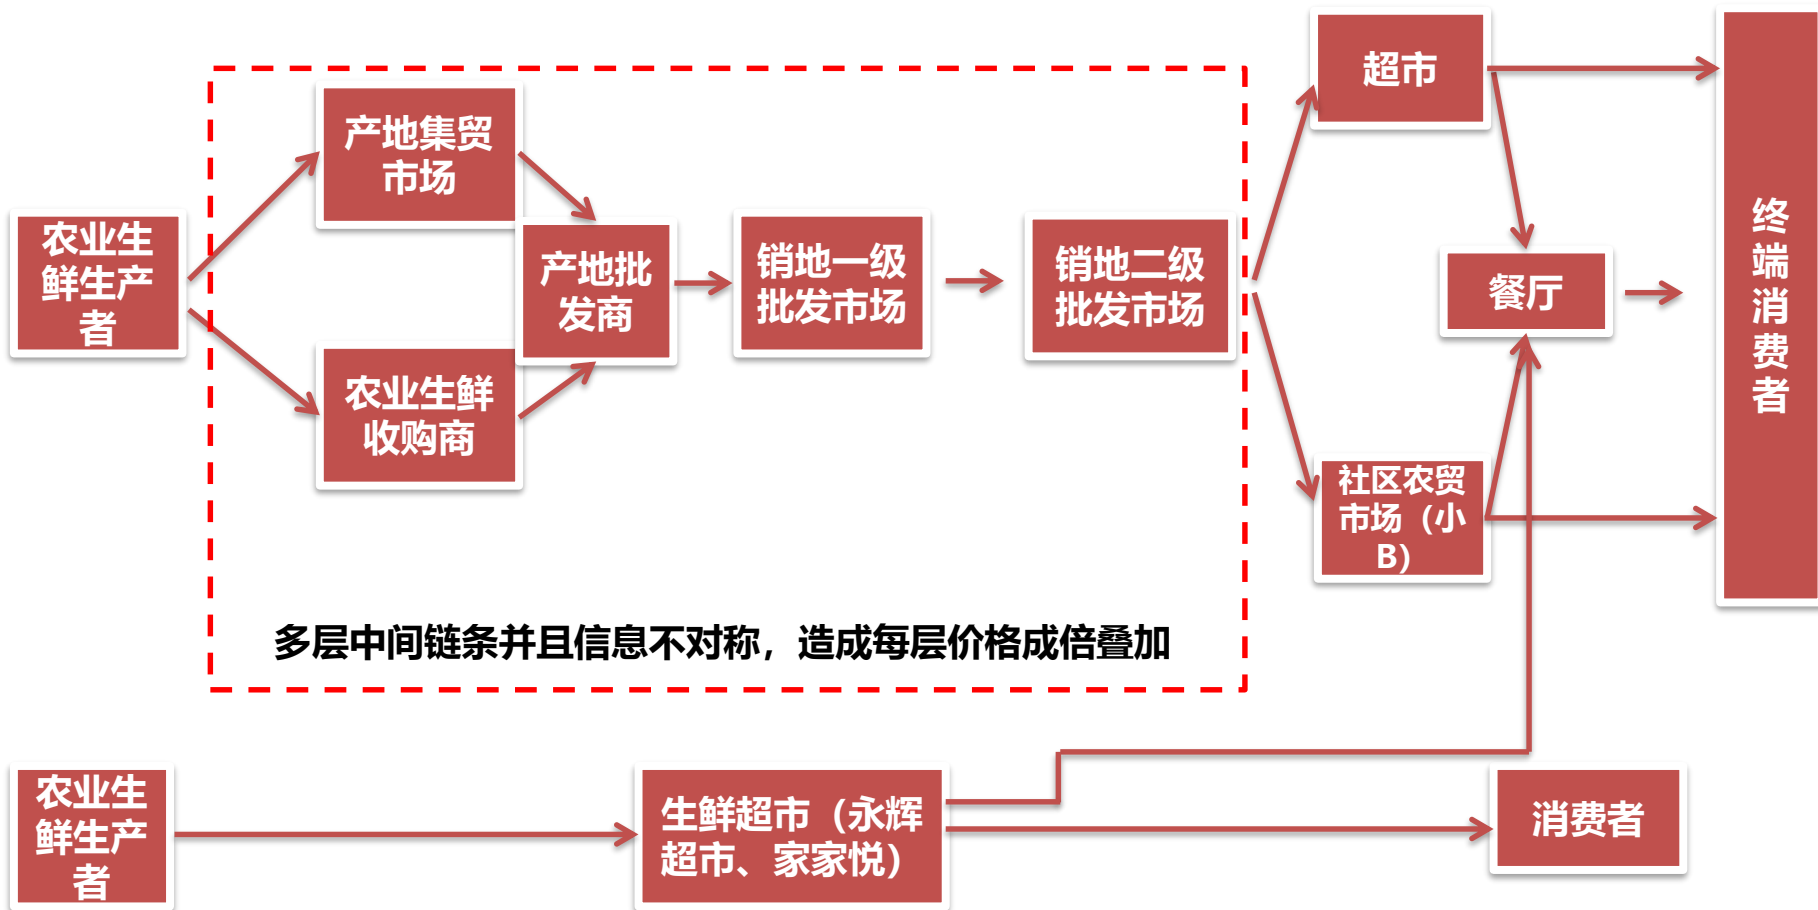 农业生
鲜生产
者
产地集贸
市场
农业生鲜
收购商
产地批
发商
销地一级
批发市场
销地二级
批发市场
超市
社区农贸
市场（小
B）
餐厅
终
端
消
费
者
多层中间链条并且信息不对称，造成每层价格成倍叠加
农业生
鲜生产
者
生鲜超市（永辉
超市、家家悦）
消费者